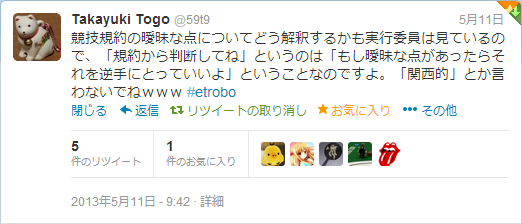 Takayuki Togo @59t9 5月11日
競技規約の曖昧な点についてどう解釈するかも実行委員は見ているの
で、「規約から判断してね」というのは「もし曖昧な点があったらそ
れを逆手にとっていいよ」ということなのですよ。「関西的」とか言
わないでねｗｗｗ #etrobo
閉じる 返信 リツイートの取り消し お気に入り その他
5 1
件のリツイート 件のお気に入り
2013年5月11日 - 9:42 · 詳細